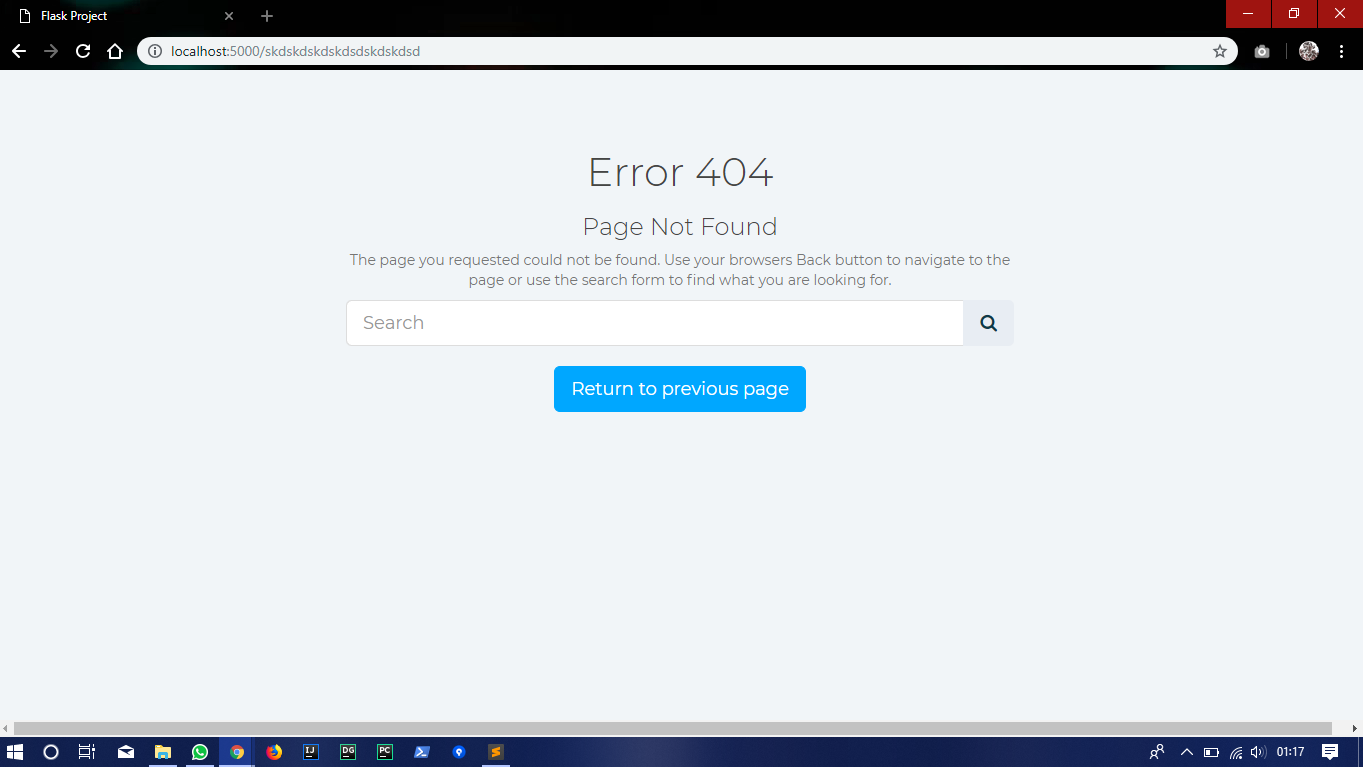 Flask Project
localhost:5000/skdskdskdskdsdskdskdsd
Error 404
Page Not Found
The page you requested could not be found. Use your browsers Back button to navigate to the
page or use the search form to find what you are looking for.
Search
Return to previous page
IJ
DG
PC
01:17